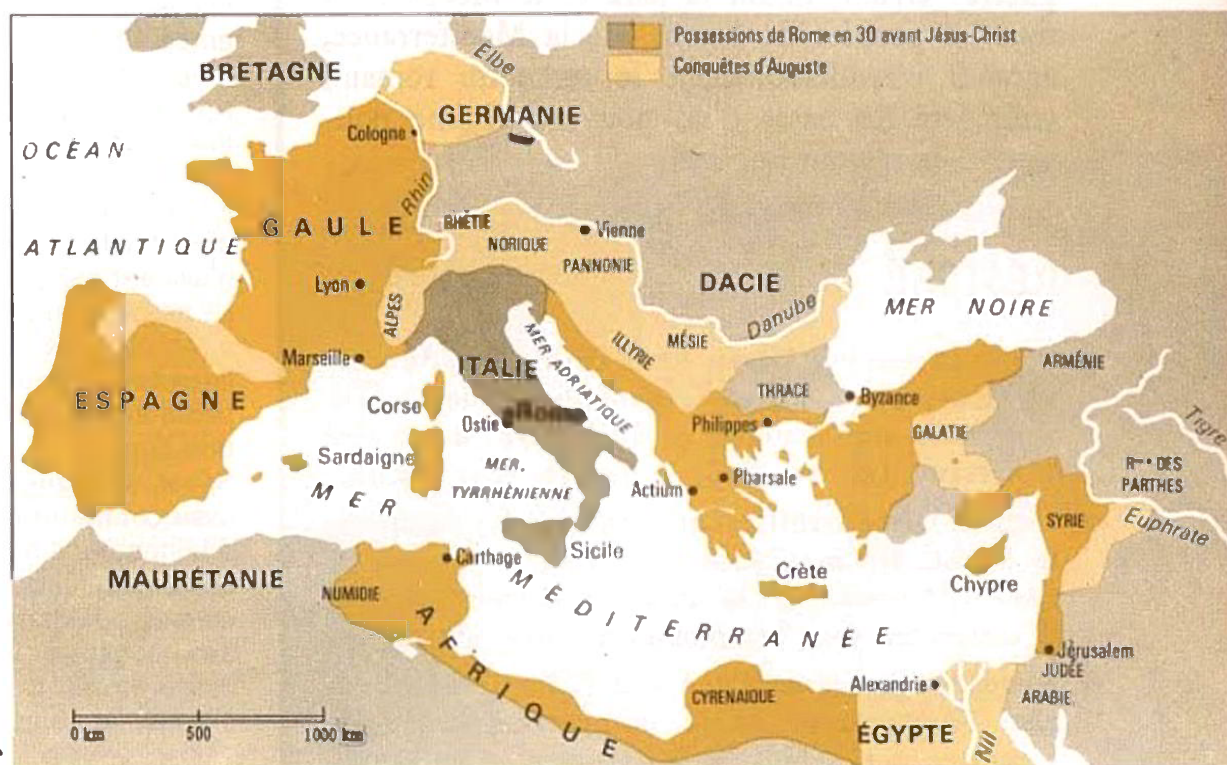 Possessions de Rome en 30 avant Jésus-Christ
Conquêtes d'Auguste
BRETAGNE
Elbe
GERMANIE
Cologne
OCÉAN
ATLANTIQUE
Rhin
GAULE
RHÉTIE
NORIQUE
Vienne
PANNONIE
DACIE
Lyon
ALPES
Danube
MER NOIRE
ILLYRIE
MÉSIE
MER ADRIATIQUE
Marseille
ITALIE
ARMÉNIE
THRACE
Byzance
ESPAGNE
Corse
Ostie
Rome
Philippes
GALATIE
Tigre
Sardaigne
MER
TYRRHÉNIENNE
Actium
Pharsale
DES
PARTHES
SYRIE
Euphrate
MER
MÉDITERRANÉE
Carthage
Sicile
MAURÉTANIE
Crète
Chypre
NUMIDIE
AFRIQUE
Jérusalem
JUDÉE
Alexandrie
CYRENAIQUE
ARABIE
ÉGYPTE
Nil
0 km 500 1000 km